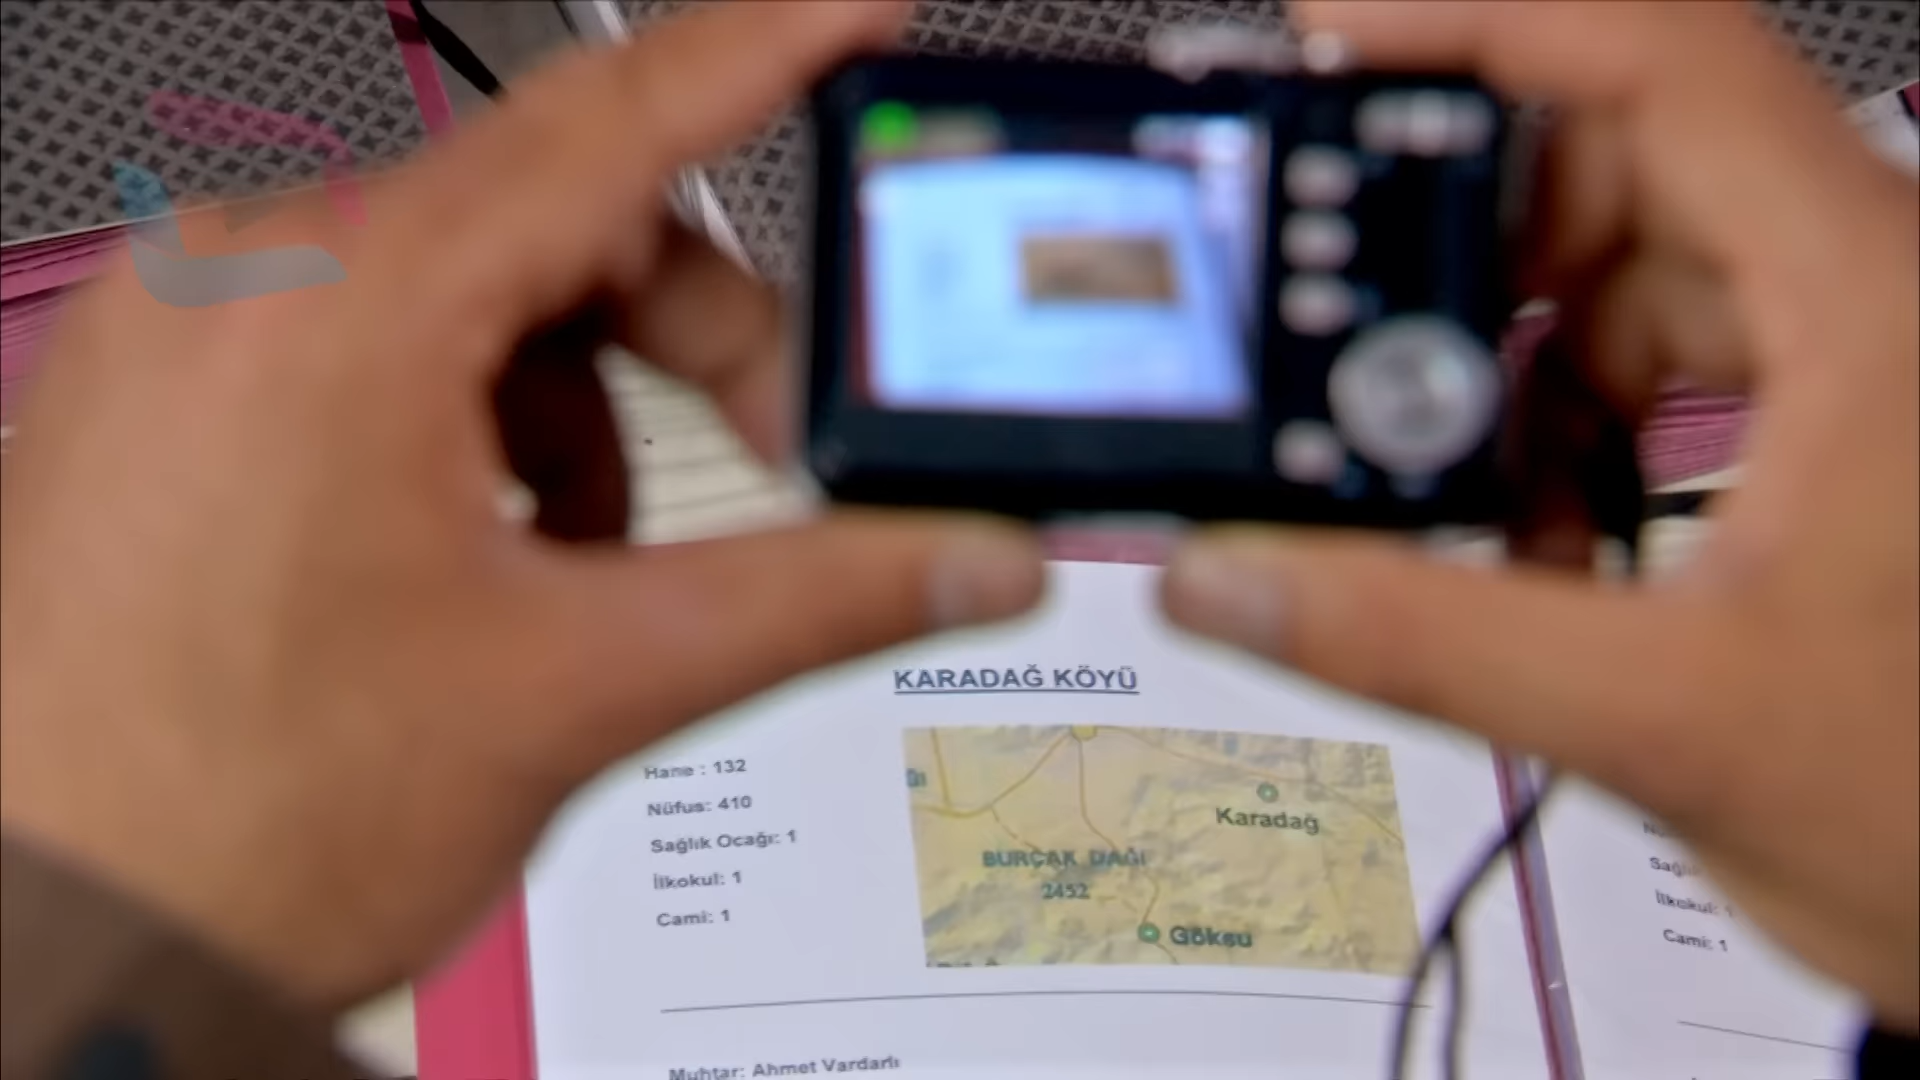 KARADAĞ KÖYÜ
Hane : 132
Nüfus: 410
Sağlık Ocağı: 1
İlkokul: 1
Cami: 1
Karadağ
BURÇAK DAĞI
2452
Göksu
Muhtar: Ahmet Vardarlı
İlkokul: 1
Cami: 1